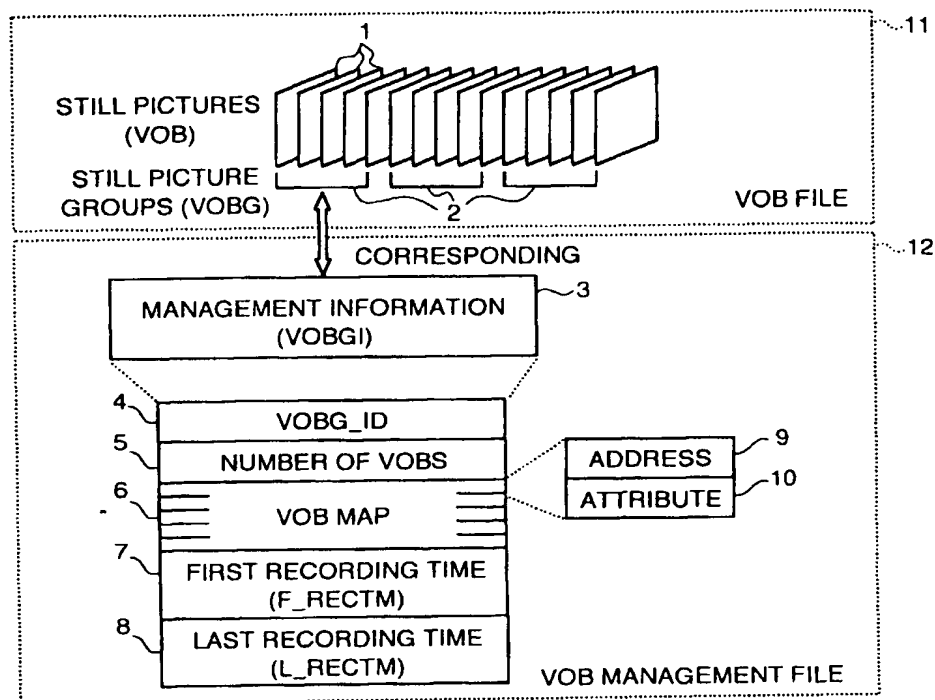 11
1
STILL PICTURES
(VOB)
STILL PICTURE
GROUPS (VOBG)
2
VOB FILE
12
CORRESPONDING
3
MANAGEMENT INFORMATION
(VOBGI)
4
VOBG_ID
5
NUMBER OF VOBS
9
ADDRESS
10
ATTRIBUTE
6
VOB MAP
7
FIRST RECORDING TIME
(F_RECTM)
8
LAST RECORDING TIME
(L_RECTM)
VOB MANAGEMENT FILE